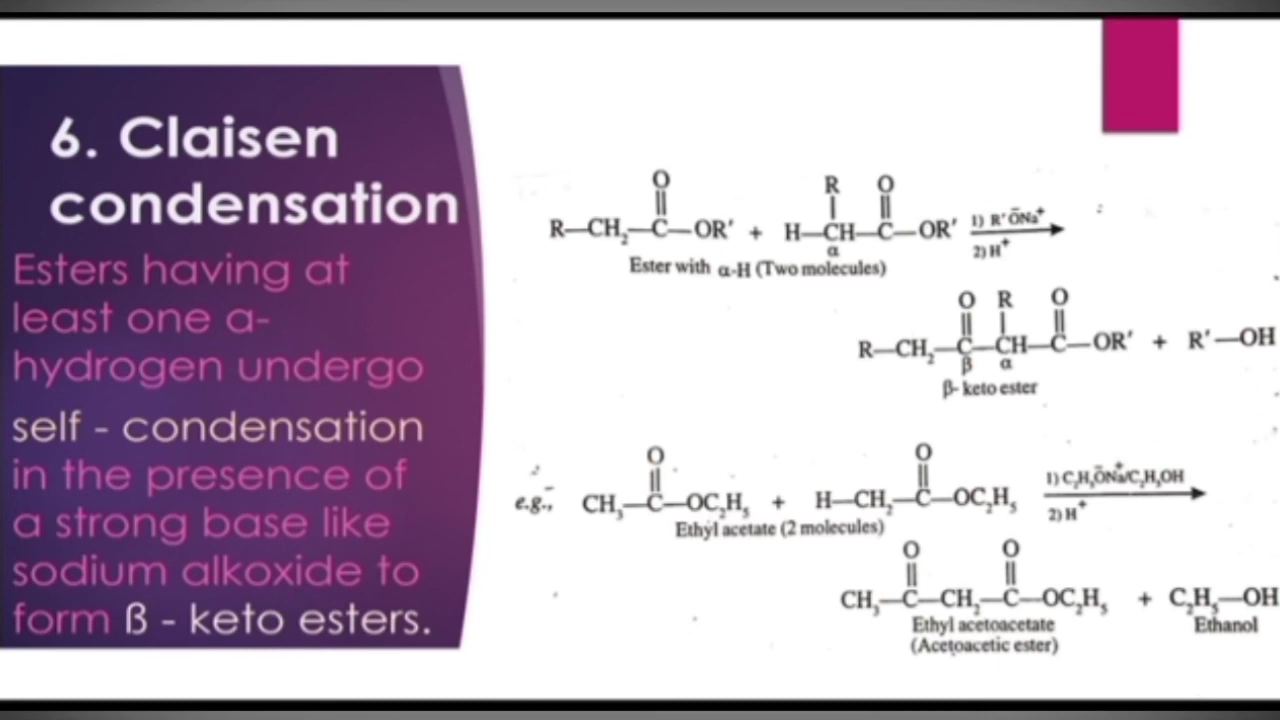 6. Claisen
condensation
Esters having at
least one a-
hydrogen undergo
self - condensation
in the presence of
a strong base like
sodium alkoxide to
form ß - keto esters.
O R O
R—CH₂—C—OR′ + H—CH—C—OR′ 1) R′ŌNa⁺
α 2) H⁺
Ester with α-H (Two molecules)
O R O
R—CH₂—C—CH—C—OR′ + R′—OH
β α
β- keto ester
O O
e.g., CH₃—C—OC₂H₅ + H—CH₂—C—OC₂H₅ 1) C₂H₅ŌNa⁺/C₂H₅OH
2) H⁺
Ethyl acetate (2 molecules)
O O
CH₃—C—CH₂—C—OC₂H₅ + C₂H₅—OH
Ethyl acetoacetate Ethanol
(Acetoacetic ester)